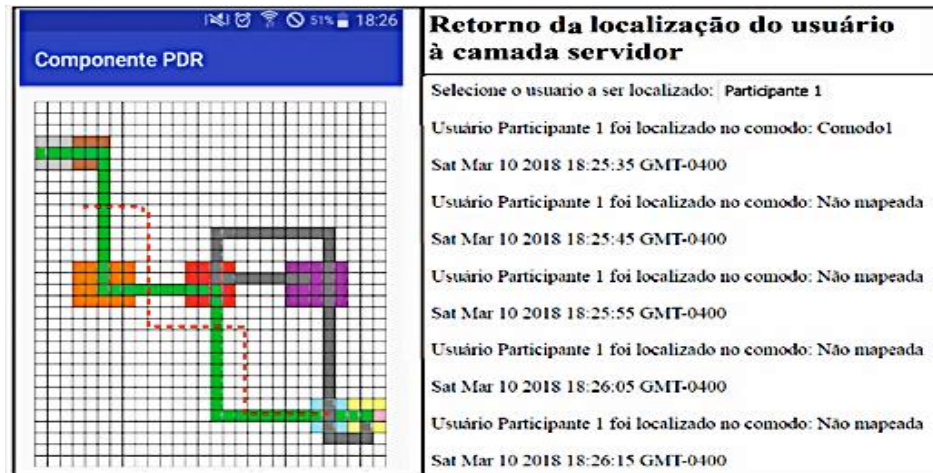 51% 18:26
Componente PDR
Retorno da localização do usuário
à camada servidor
Selecione o usuario a ser localizado: Participante 1
Usuário Participante 1 foi localizado no comodo: Comodo1
Sat Mar 10 2018 18:25:35 GMT-0400
Usuário Participante 1 foi localizado no comodo: Não mapeada
Sat Mar 10 2018 18:25:45 GMT-0400
Usuário Participante 1 foi localizado no comodo: Não mapeada
Sat Mar 10 2018 18:25:55 GMT-0400
Usuário Participante 1 foi localizado no comodo: Não mapeada
Sat Mar 10 2018 18:26:05 GMT-0400
Usuário Participante 1 foi localizado no comodo: Não mapeada
Sat Mar 10 2018 18:26:15 GMT-0400